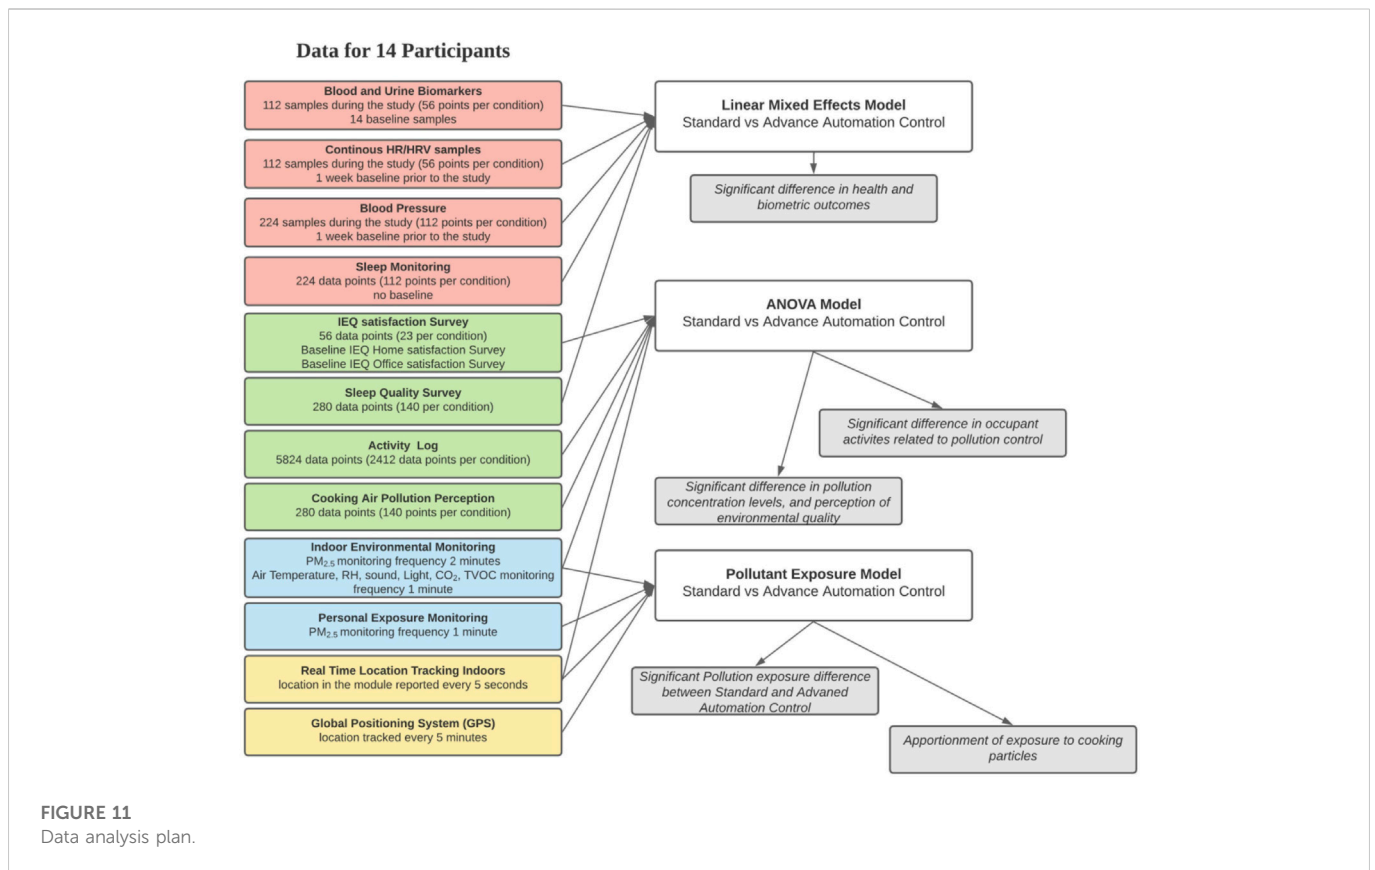 Data for 14 Participants
Blood and Urine Biomarkers
112 samples during the study (56 points per condition)
14 baseline samples
Continous HR/HRV samples
112 samples during the study (56 points per condition)
1 week baseline prior to the study
Blood Pressure
224 samples during the study (112 points per condition)
1 week baseline prior to the study
Sleep Monitoring
224 data points (112 points per condition)
no baseline
IEQ satisfaction Survey
56 data points (23 per condition)
Baseline IEQ Home satisfaction Survey
Baseline IEQ Office satisfaction Survey
Sleep Quality Survey
280 data points (140 per condition)
Activity Log
5824 data points (2412 data points per condition)
Cooking Air Pollution Perception
280 data points (140 points per condition)
Indoor Environmental Monitoring
PM2.5 monitoring frequency 2 minutes
Air Temperature, RH, sound, Light, CO2, TVOC monitoring
frequency 1 minute
Personal Exposure Monitoring
PM2.5 monitoring frequency 1 minute
Real Time Location Tracking Indoors
location in the module reported every 5 seconds
Global Positioning System (GPS)
location tracked every 5 minutes
Linear Mixed Effects Model
Standard vs Advance Automation Control
Significant difference in health and
biometric outcomes
ANOVA Model
Standard vs Advance Automation Control
Significant difference in occupant
activites related to pollution control
Significant difference in pollution
concentration levels, and perception of
environmental quality
Pollutant Exposure Model
Standard vs Advance Automation Control
Significant Pollution exposure difference
between Standard and Advaned
Automation Control
Apportionment of exposure to cooking
particles
FIGURE 11
Data analysis plan.